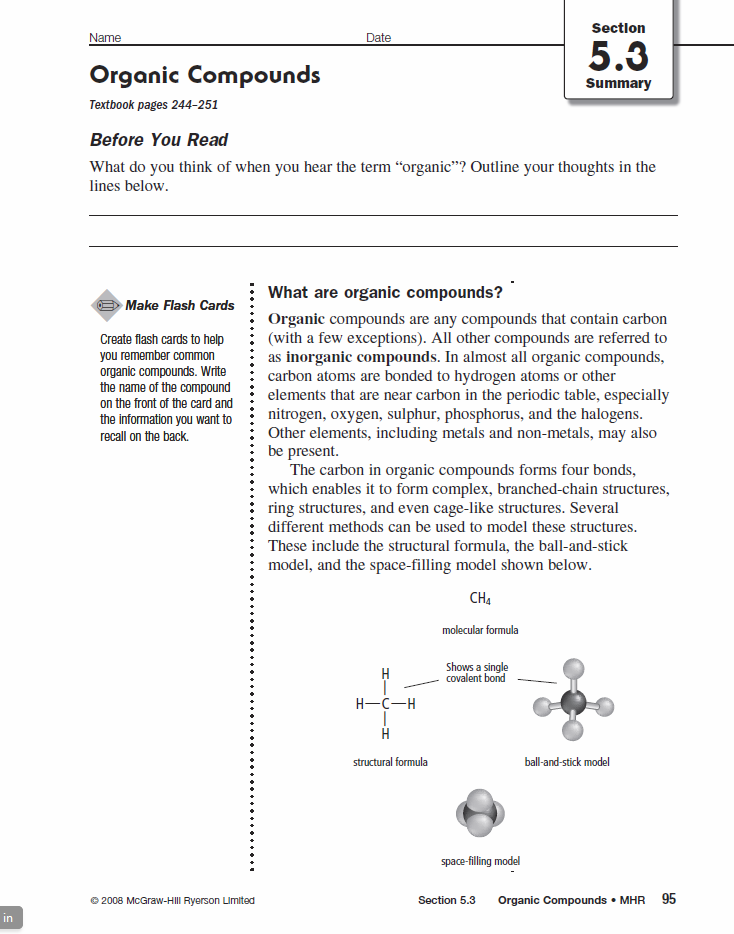 Name
Date
Section
5.3
Summary
Organic Compounds
Textbook pages 244–251
Before You Read
What do you think of when you hear the term “organic”? Outline your thoughts in the
lines below.
Make Flash Cards
Create flash cards to help
you remember common
organic compounds. Write
the name of the compound
on the front of the card and
the information you want to
recall on the back.
What are organic compounds?
Organic compounds are any compounds that contain carbon
(with a few exceptions). All other compounds are referred to
as inorganic compounds. In almost all organic compounds,
carbon atoms are bonded to hydrogen atoms or other
elements that are near carbon in the periodic table, especially
nitrogen, oxygen, sulphur, phosphorus, and the halogens.
Other elements, including metals and non-metals, may also
be present.
The carbon in organic compounds forms four bonds,
which enables it to form complex, branched-chain structures,
ring structures, and even cage-like structures. Several
different methods can be used to model these structures.
These include the structural formula, the ball-and-stick
model, and the space-filling model shown below.
CH₄
molecular formula
Shows a single
covalent bond
H
H—C—H
H
structural formula
ball-and-stick model
space-filling model
© 2008 McGraw-Hill Ryerson Limited
Section 5.3 Organic Compounds • MHR 95
in